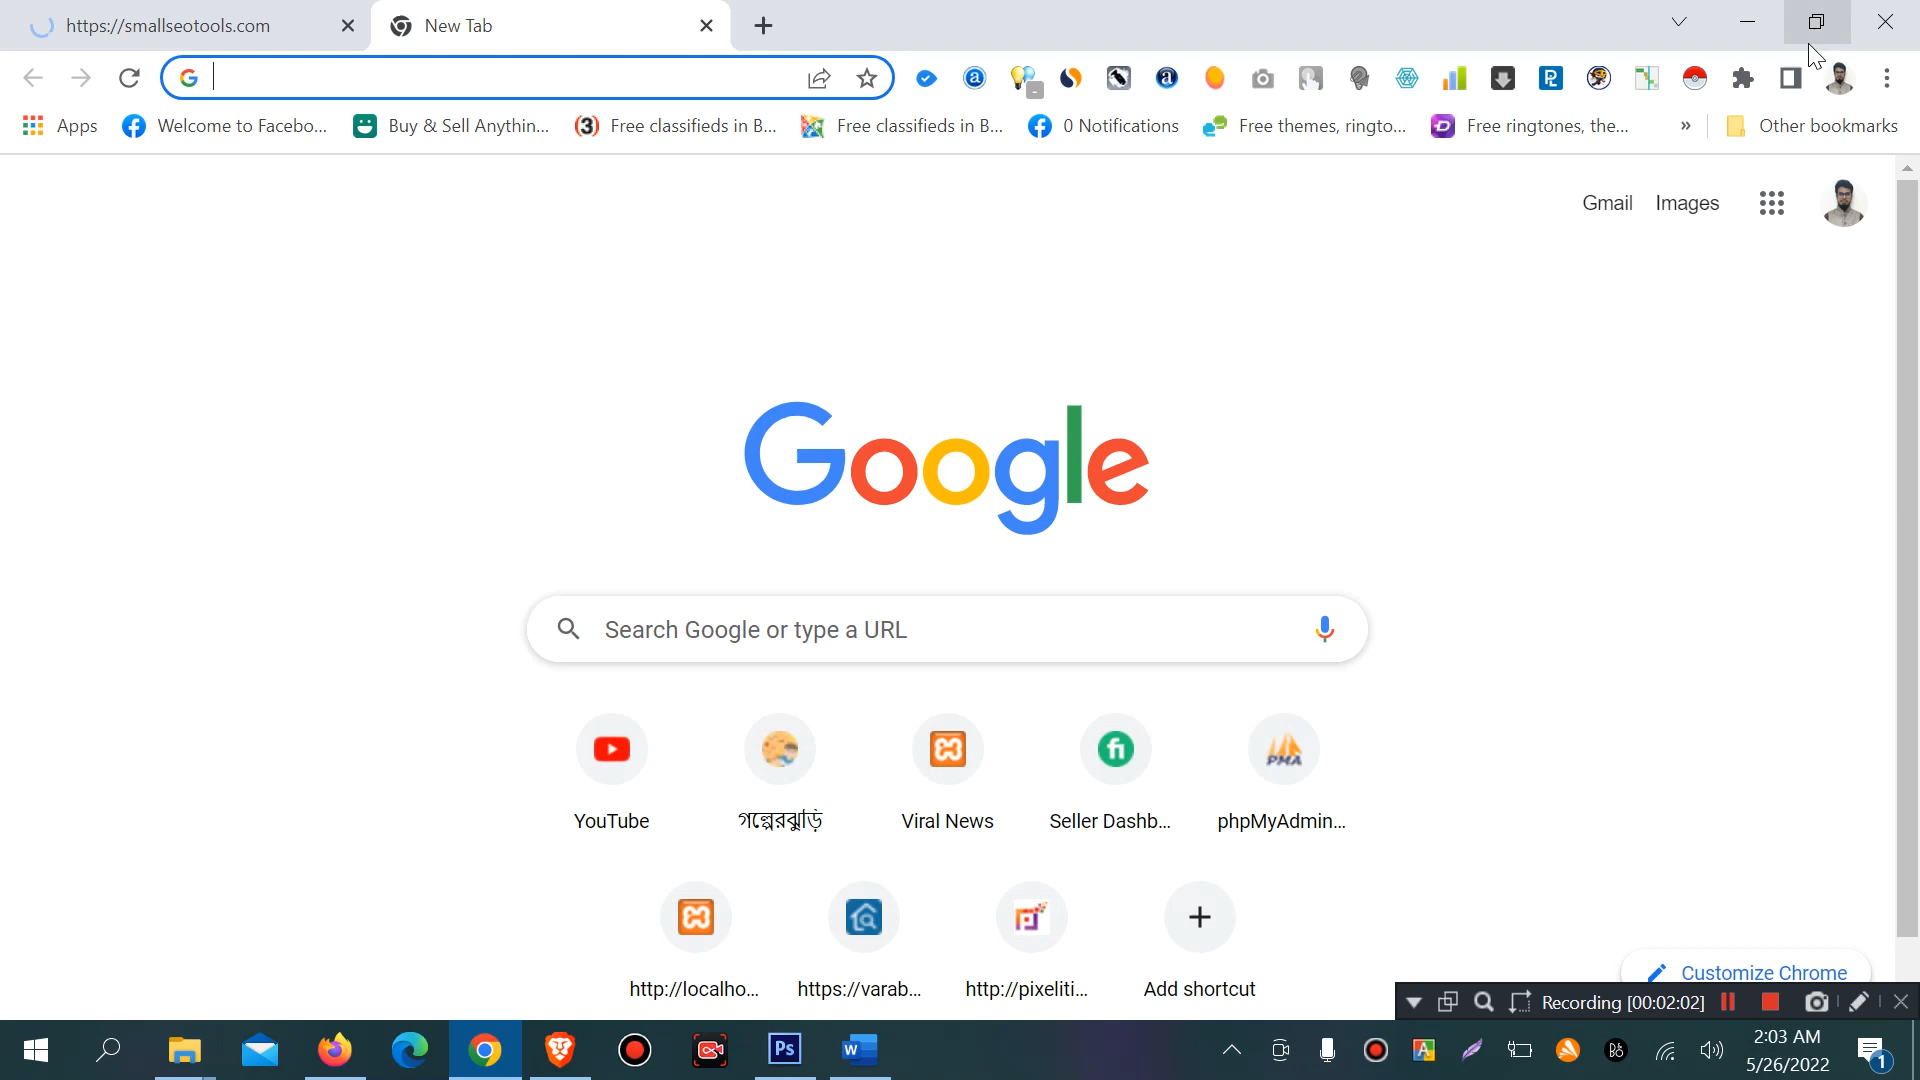 https://smallseotools.com
New Tab
Apps
Welcome to Facebo...
Buy & Sell Anythin...
Free classifieds in B...
Free classifieds in B...
0 Notifications
Free themes, ringto...
Free ringtones, the...
»
Other bookmarks
Gmail
Images
Google
Search Google or type a URL
YouTube
গল্পেরঝুড়ি
Viral News
Seller Dashb...
phpMyAdmin...
http://localho...
https://varab...
http://pixeliti...
Add shortcut
Customize Chrome
Recording [00:02:02]
2:03 AM
5/26/2022
1